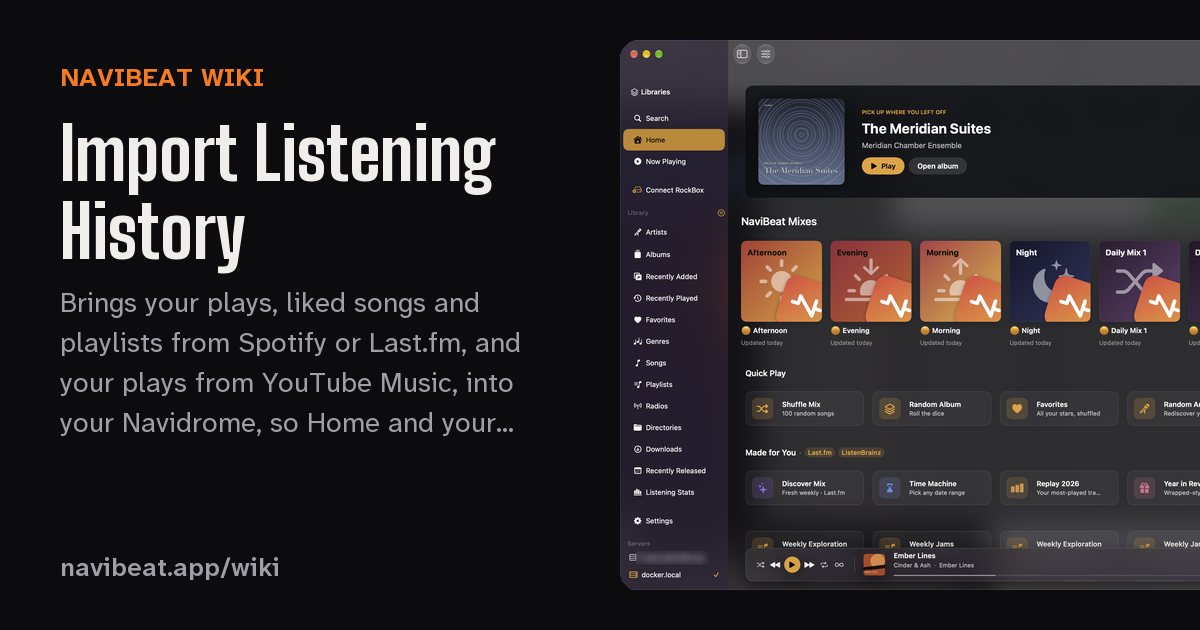 NAVIBEAT WIKI
Import Listening
History
Brings your plays, liked songs and
playlists from Spotify or Last.fm, and
your plays from YouTube Music, into
your Navidrome, so Home and your...
navibeat.app/wiki
Libraries
Search
Home
Now Playing
Connect RockBox
Library
Artists
Albums
Recently Added
Recently Played
Favorites
Genres
Songs
Playlists
Radios
Directories
Downloads
Recently Released
Listening Stats
Settings
Servers
docker.local
The Meridian Suites
PICK UP WHERE YOU LEFT OFF
The Meridian Suites
Meridian Chamber Ensemble
Play
Open album
NaviBeat Mixes
Afternoon
Evening
Morning
Night
Daily Mix 1
D
Afternoon
Evening
Morning
Night
Daily Mix 1
Updated today
Updated today
Updated today
Updated today
Updated today
Quick Play
Shuffle Mix
100 random songs
Random Album
Roll the dice
Favorites
All your stars, shuffled
Random Ar
Rediscover y
Made for You · Last.fm ListenBrainz
Discover Mix
Fresh weekly · Last.fm
Time Machine
Pick any date range
Replay 2026
Your most-played tra...
Year in Rev
Wrapped-sty
Weekly Exploration
Weekly Jams
Weekly Exploration
Weekly Jar
Ember Lines
Cinder & Ash · Ember Lines